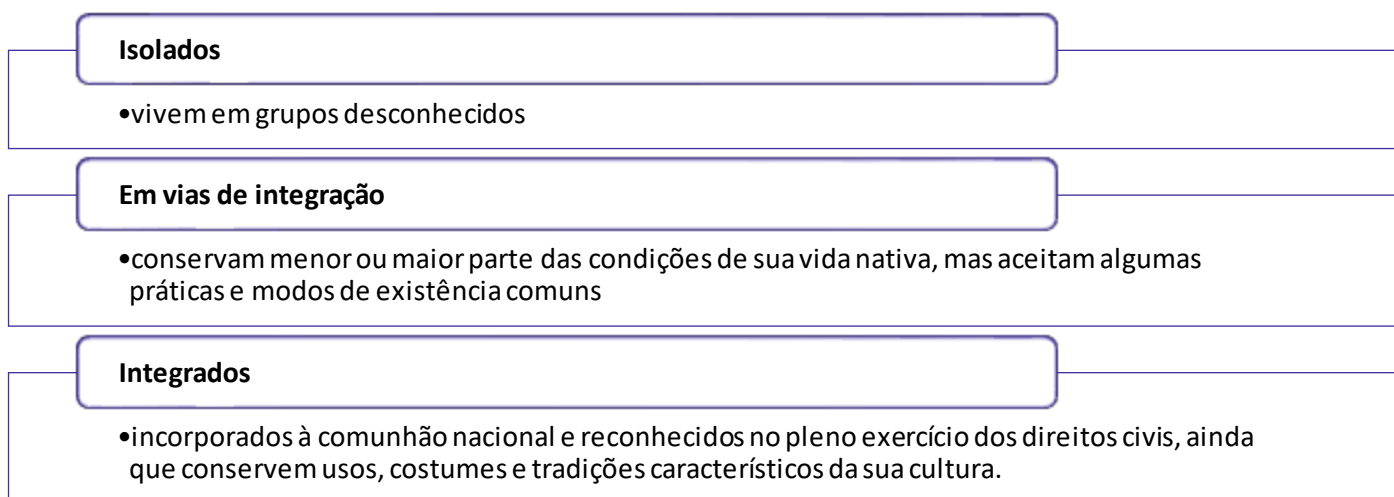 Isolados
•vivem em grupos desconhecidos
Em vias de integração
•conservam menor ou maior parte das condições de sua vida nativa, mas aceitam algumas
práticas e modos de existência comuns
Integrados
•incorporados à comunhão nacional e reconhecidos no pleno exercício dos direitos civis, ainda
que conservem usos, costumes e tradições característicos da sua cultura.